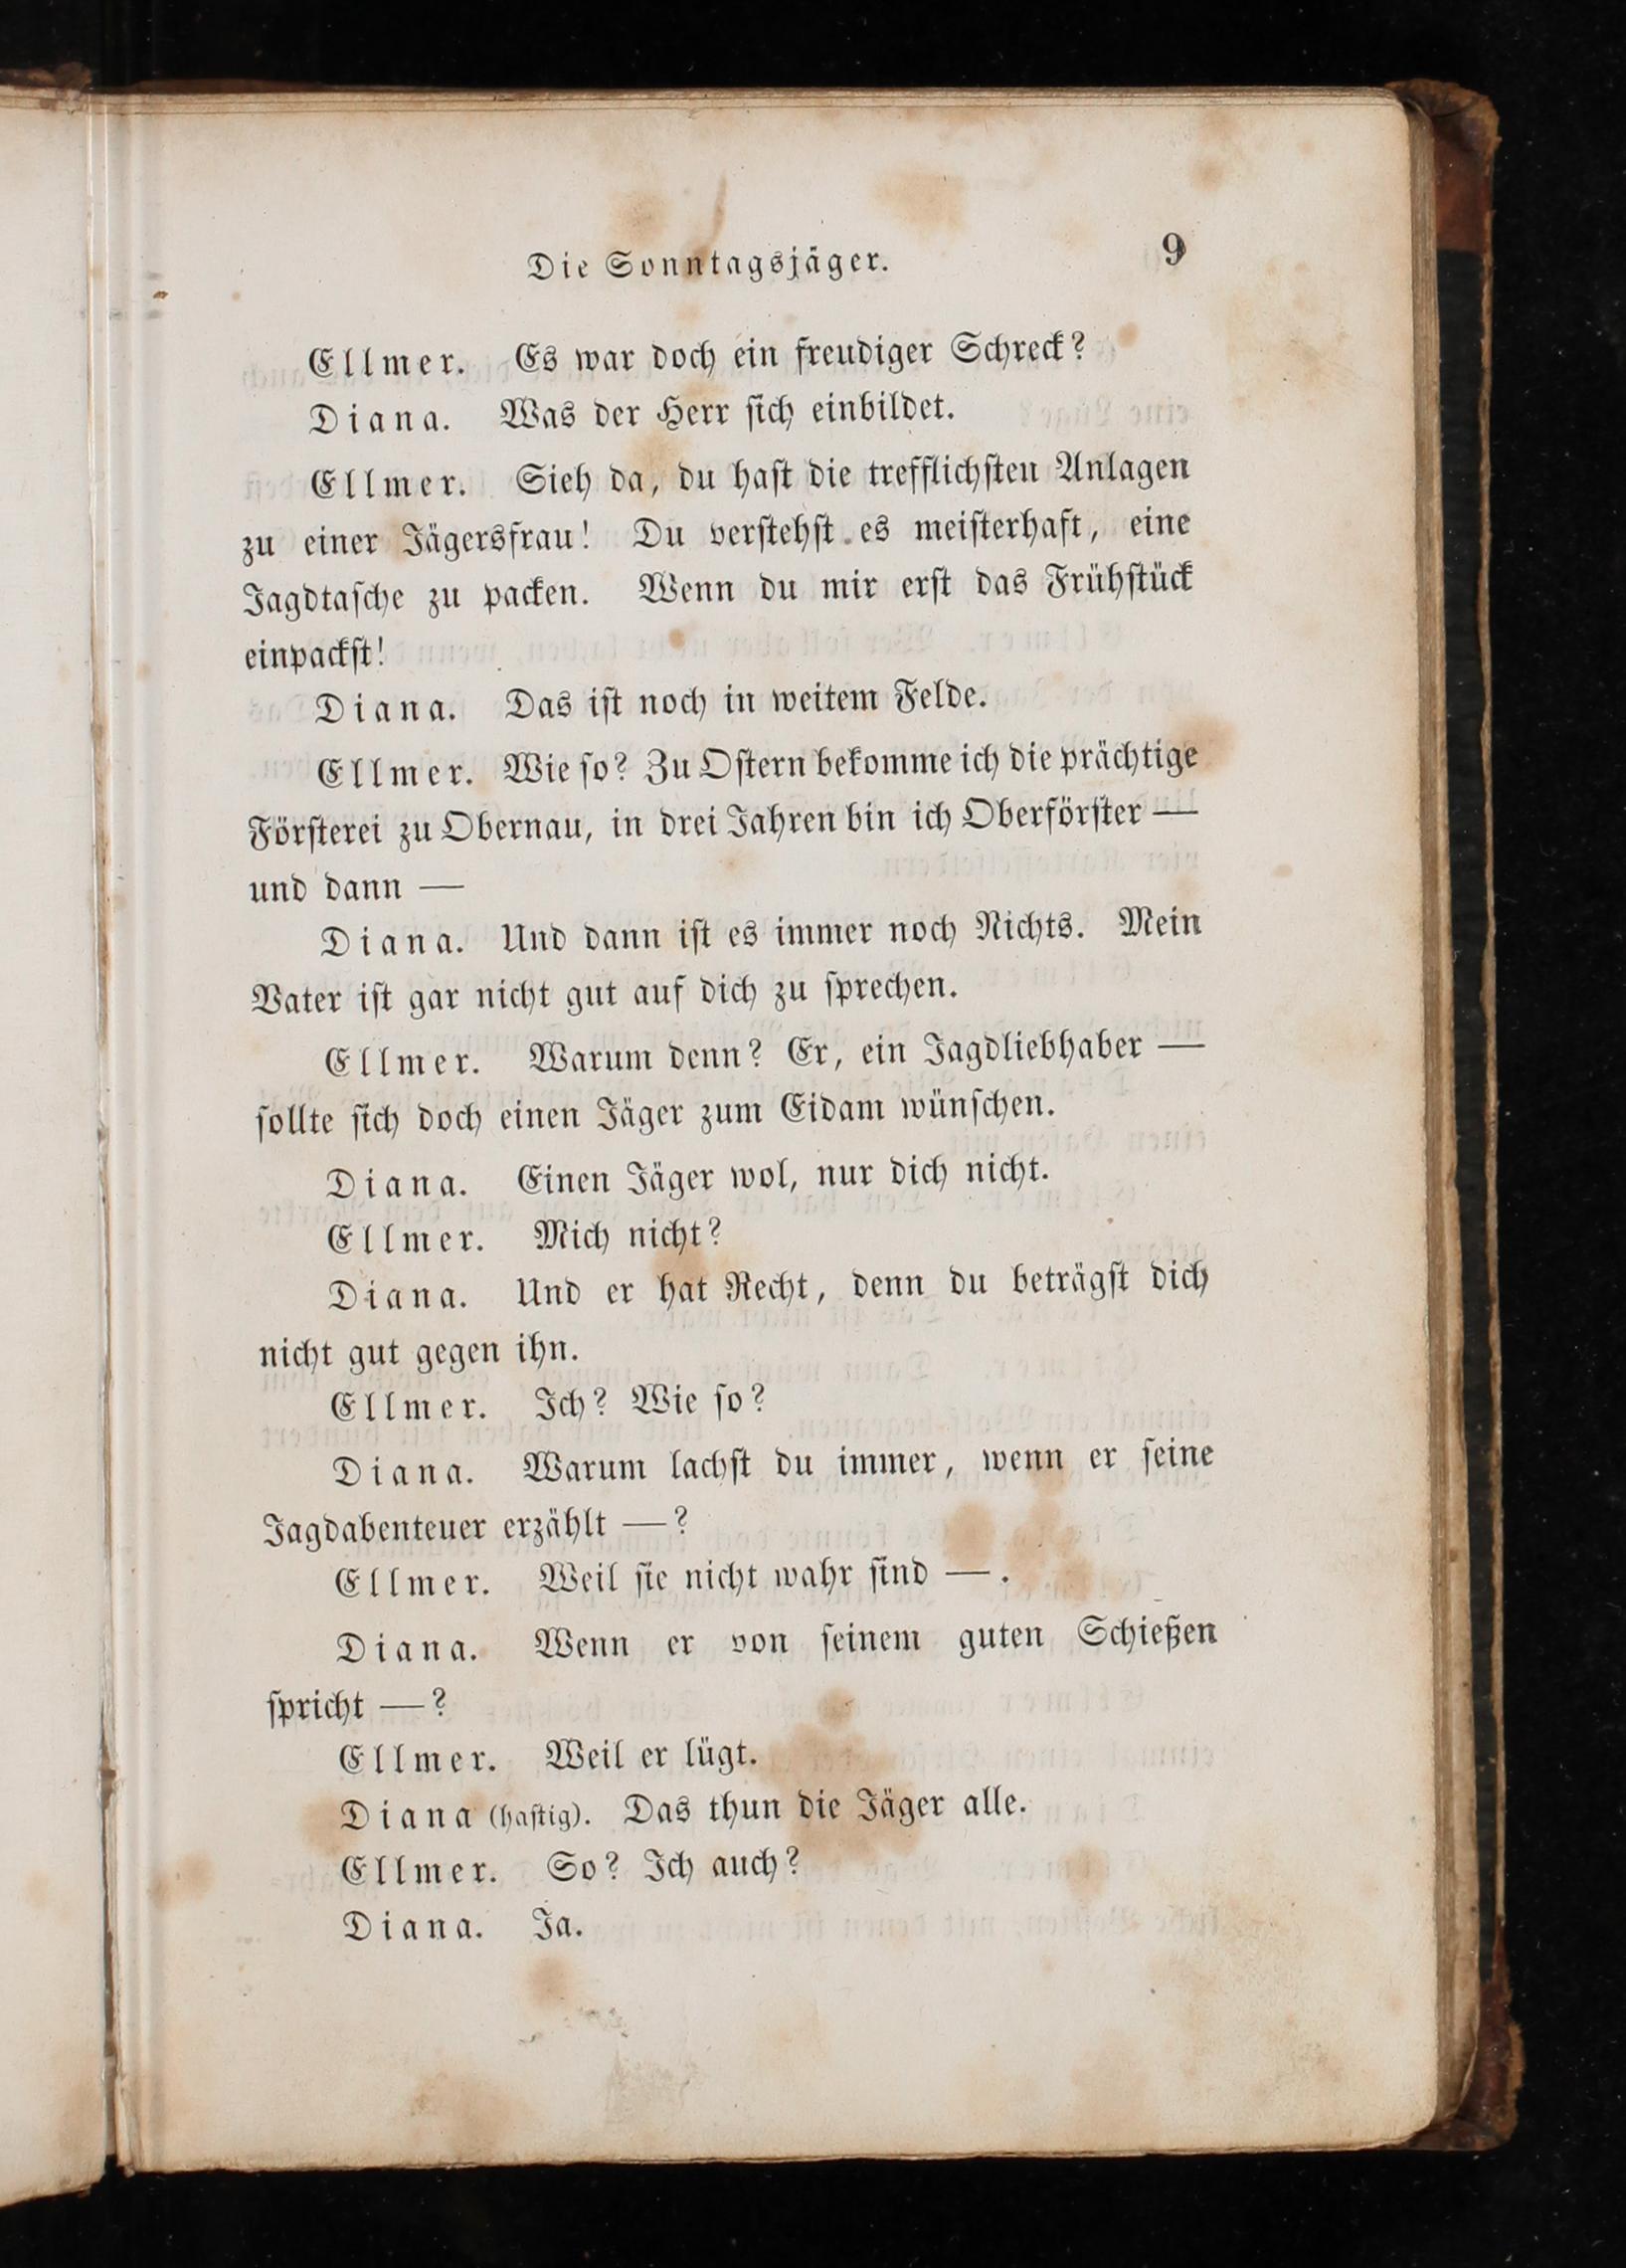 Die Sonntagsjäger. 9
Ellmer. Es war doch ein freudiger Schreck?
Diana. Was der Herr ſich einbildet.
Ellmer. Sieh da, du haſt die trefflichſten Anlagen
zu einer Jägersfrau! Du verſtehſt es meiſterhaft, eine
Jagdtaſche zu packen. Wenn du mir erſt das Frühſtück
einpackſt!
Diana. Das iſt noch in weitem Felde.
Ellmer. Wie ſo? Zu Oſtern bekomme ich die prächtige
Förſterei zu Obernau, in drei Jahren bin ich Oberförſter —
und dann —
Diana. Und dann iſt es immer noch Nichts. Mein
Vater iſt gar nicht gut auf dich zu ſprechen.
Ellmer. Warum denn? Er, ein Jagdliebhaber —
ſollte ſich doch einen Jäger zum Eidam wünſchen.
Diana. Einen Jäger wol, nur dich nicht.
Ellmer. Mich nicht?
Diana. Und er hat Recht, denn du beträgſt dich
nicht gut gegen ihn.
Ellmer. Ich? Wie ſo?
Diana. Warum lachſt du immer, wenn er ſeine
Jagdabenteuer erzählt —?
Ellmer. Weil ſie nicht wahr ſind —.
Diana. Wenn er von ſeinem guten Schießen
ſpricht —?
Ellmer. Weil er lügt.
Diana (haſtig). Das thun die Jäger alle.
Ellmer. So? Ich auch?
Diana. Ja.